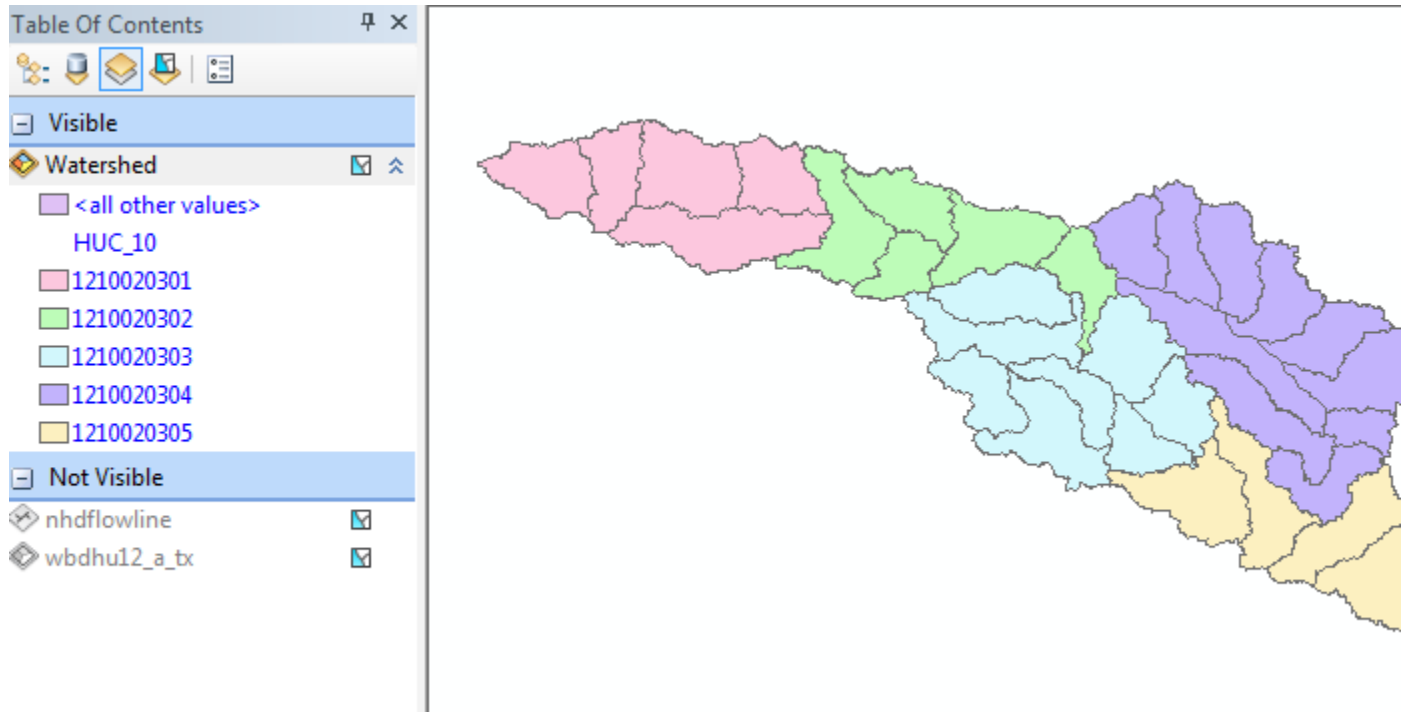 Table Of Contents
Visible
Watershed
<all other values>
HUC_10
1210020301
1210020302
1210020303
1210020304
1210020305
Not Visible
nhdflowline
wbdhu12_a_tx